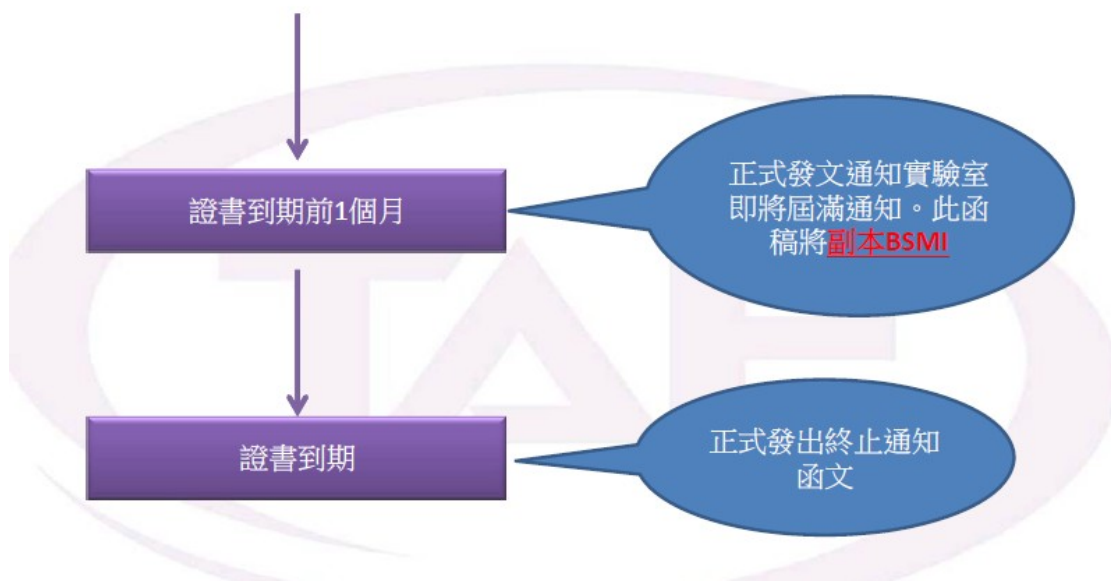 證書到期前1個月
正式發文通知實驗室
即將屆滿通知。此函
稿將副本BSMI
證書到期
正式發出終止通知
函文
TAF